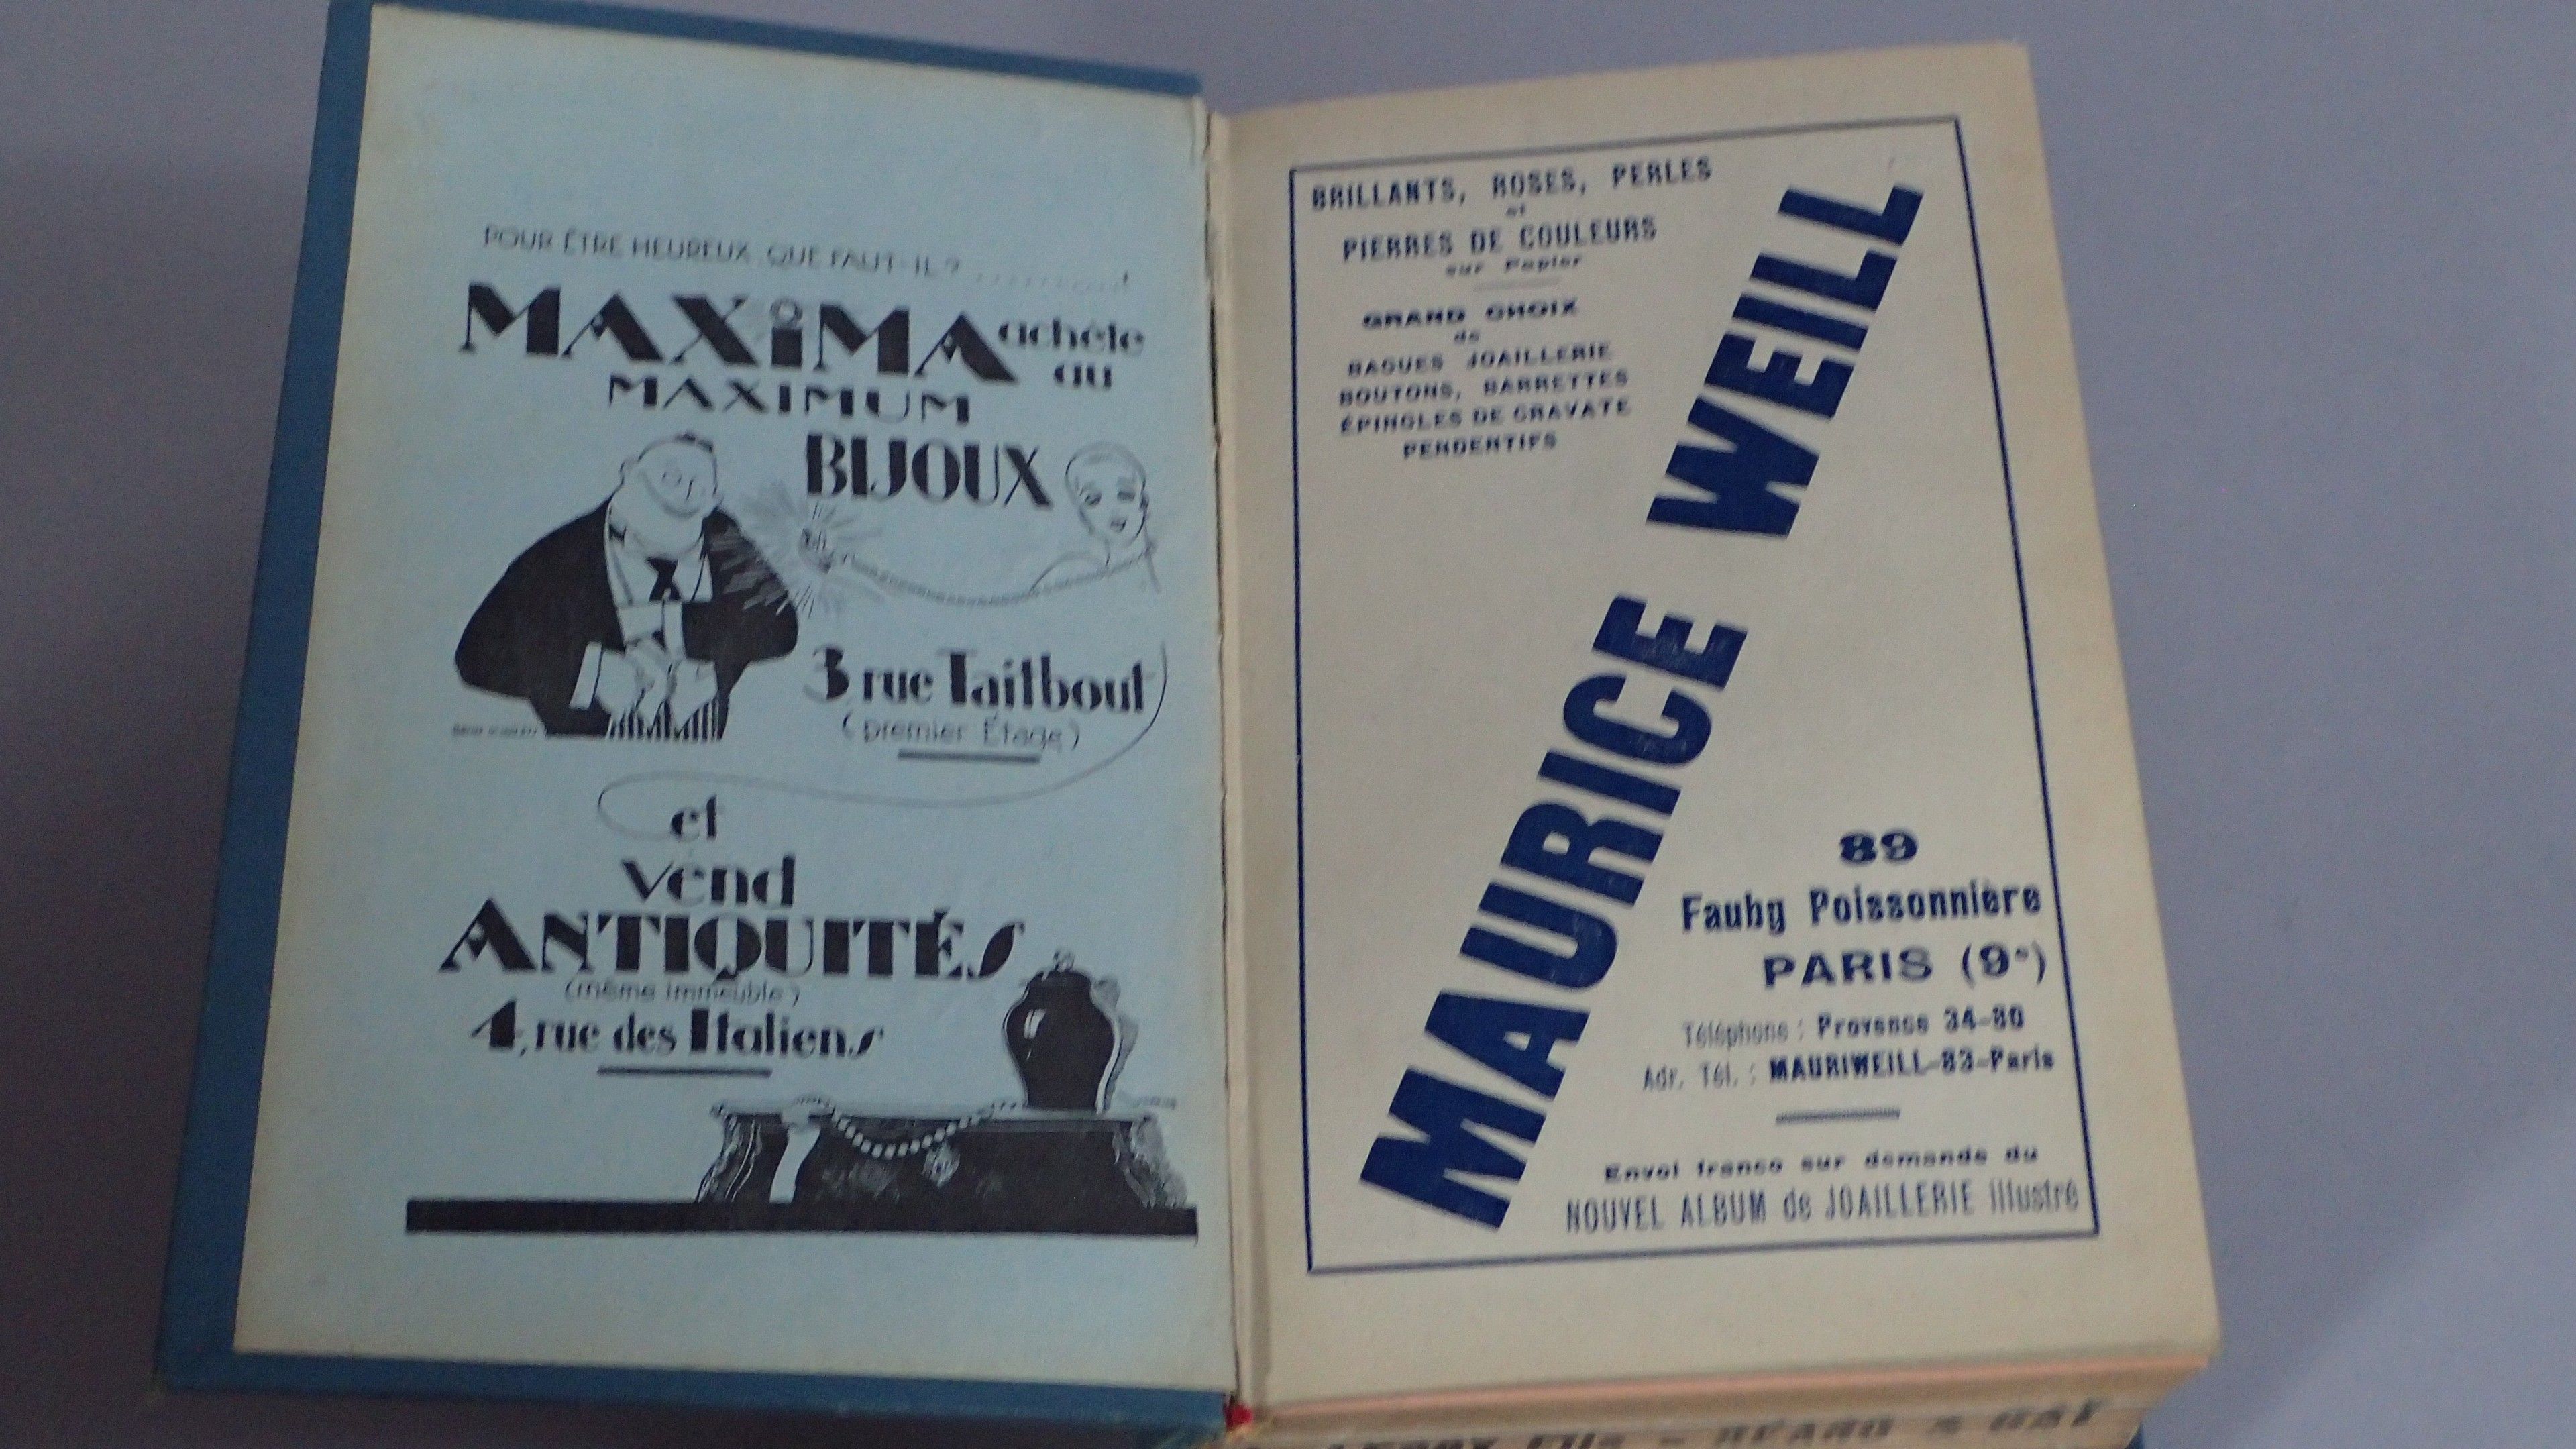 POUR ÊTRE HEUREUX QUE FAUT-IL ? ..............!
MAXiMA achète
au
MAXIMUM
BIJOUX
3 rue Taitbout
(premier Étage)
et
vend
ANTIQUITÉS
(même immeuble)
4, rue des Italiens
BRILLANTS, ROSES, PERLES
et
PIERRES DE COULEURS
sur Papier
GRAND CHOIX
de
BAGUES JOAILLERIE
BOUTONS, BARRETTES
ÉPINGLES DE CRAVATE
PENDENTIFS
MAURICE WEILL
89
Faubg Poissonnière
PARIS (9e)
Téléphone : Provence 34-80
Adr. Tél. : MAURIWEILL-83-Paris
Envoi franco sur demande du
NOUVEL ALBUM de JOAILLERIE illustré
Fils - BÉARD & GAY